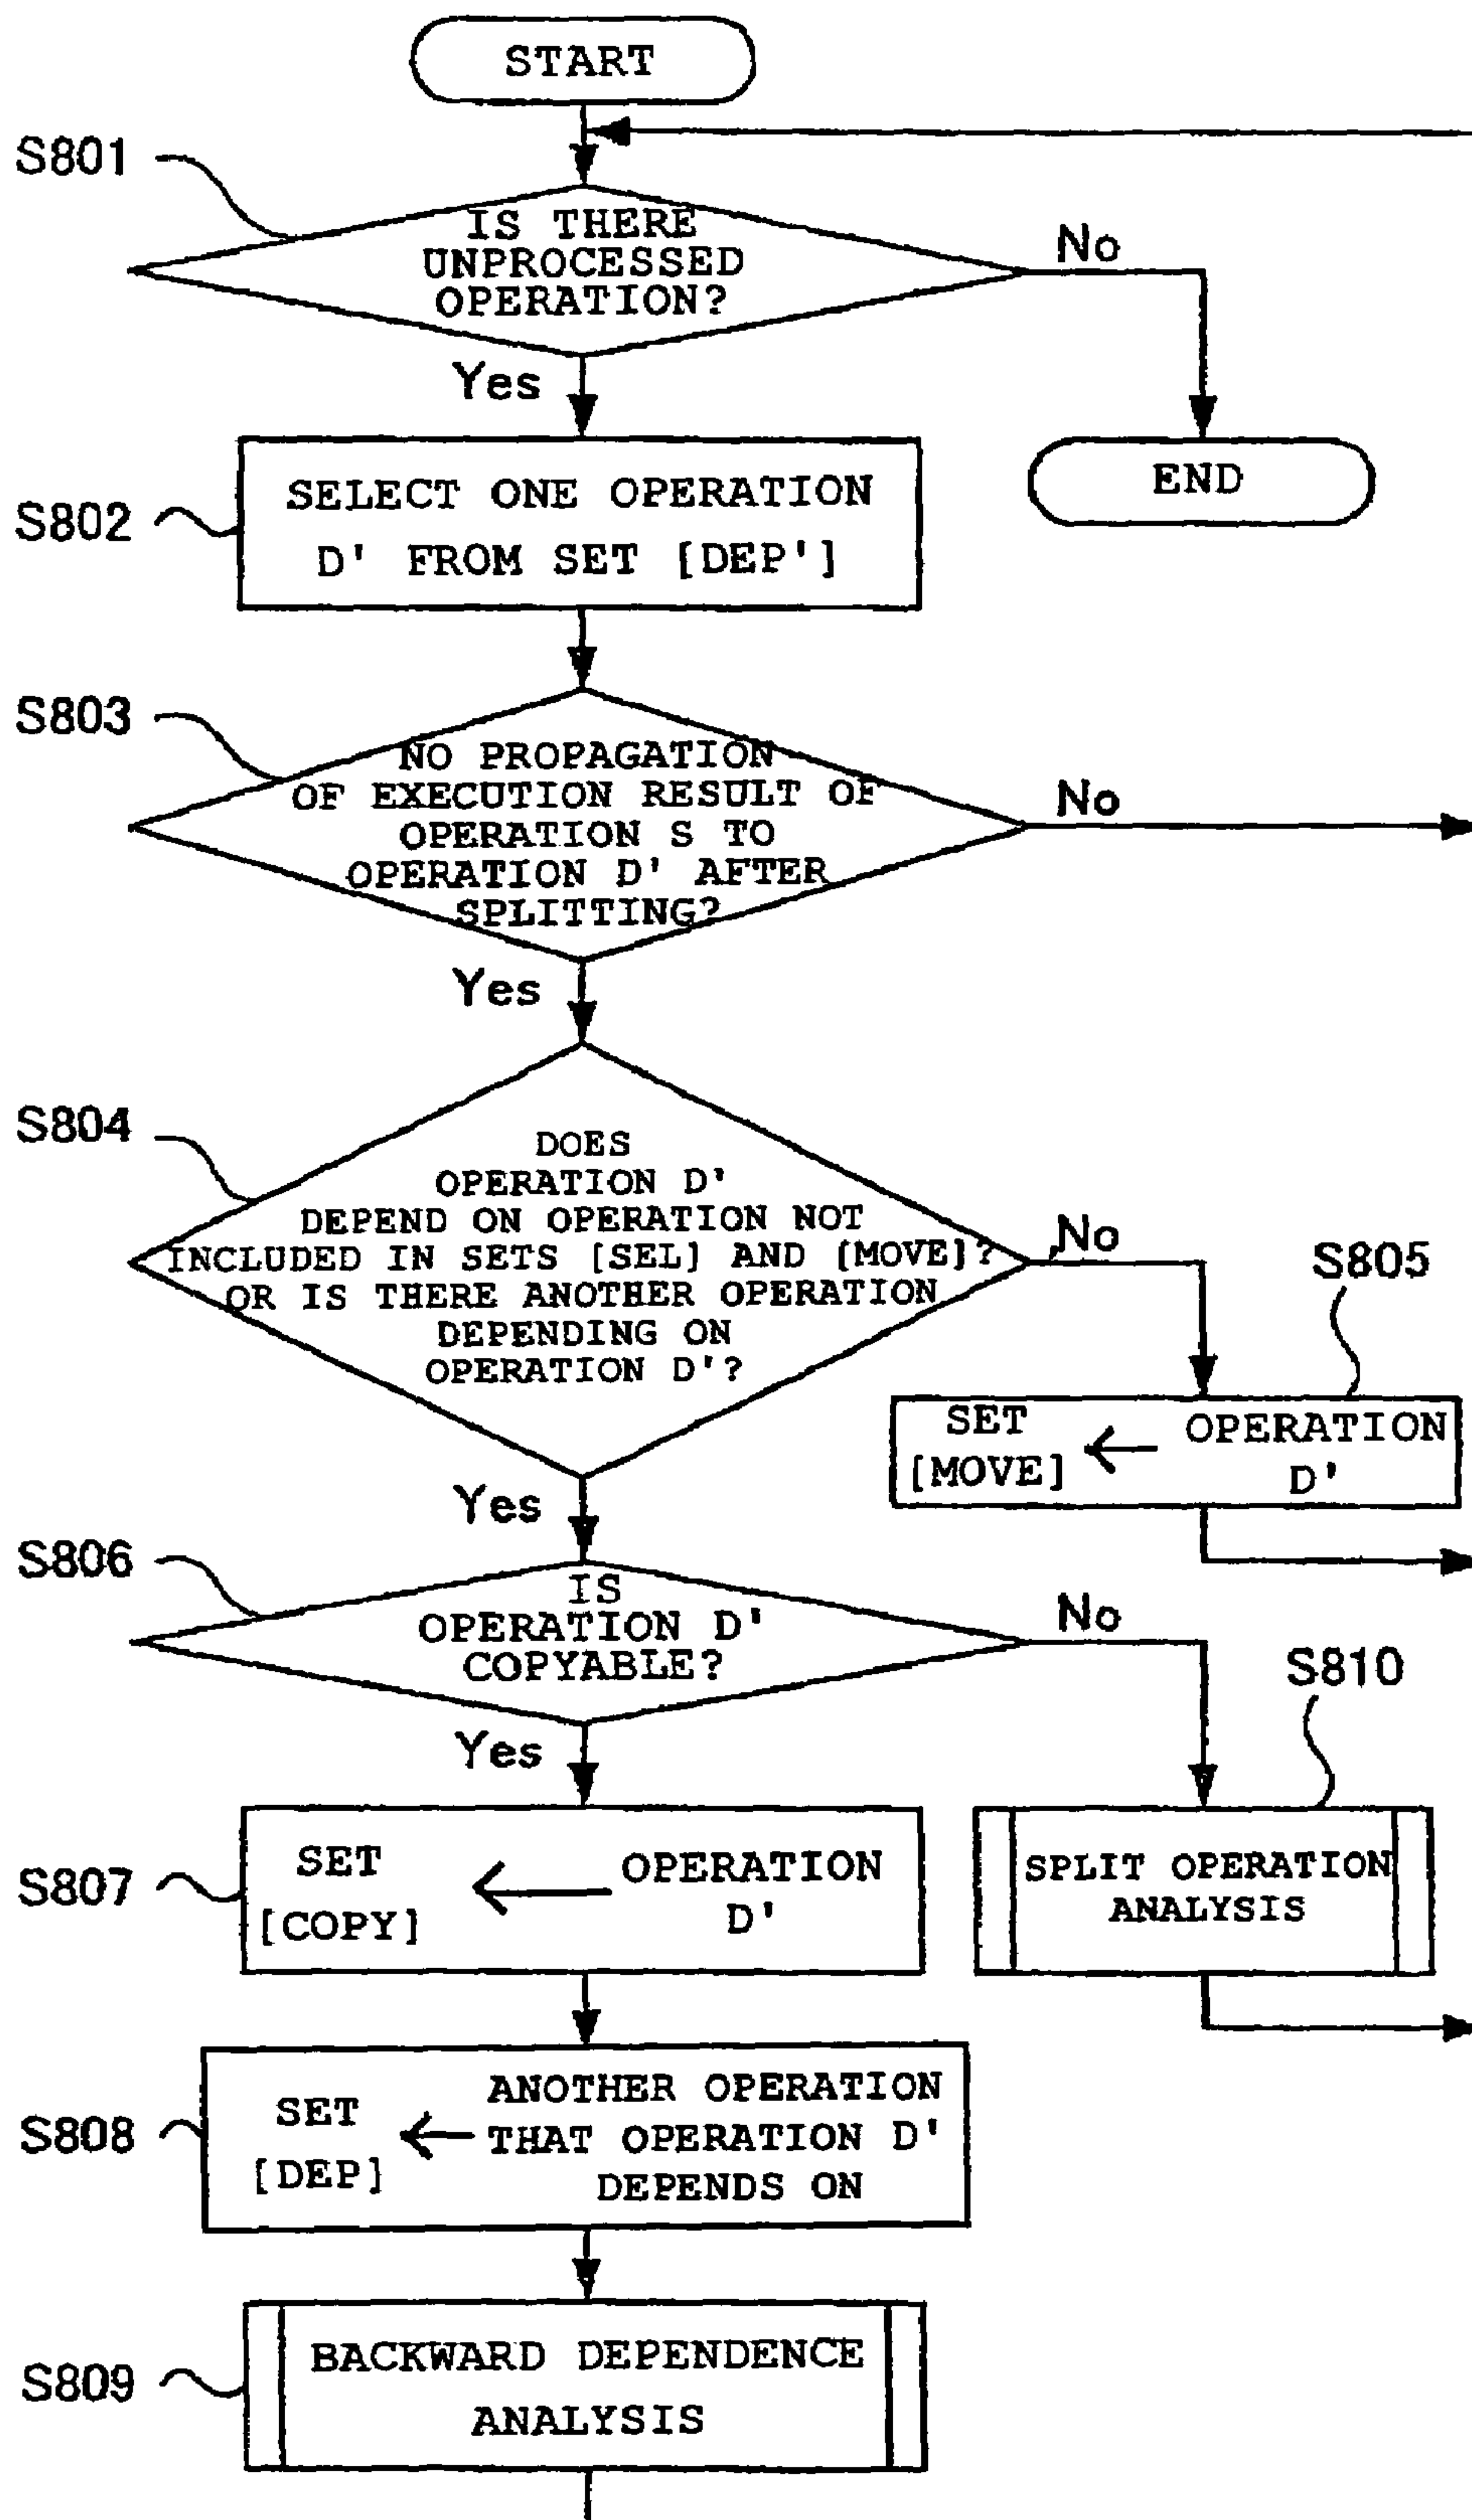 START
S801
IS THERE
UNPROCESSED
OPERATION?
No
Yes
END
S802
SELECT ONE OPERATION
D' FROM SET [DEP']
S803
NO PROPAGATION
OF EXECUTION RESULT OF
OPERATION S TO
OPERATION D' AFTER
SPLITTING?
No
Yes
S804
DOES
OPERATION D'
DEPEND ON OPERATION NOT
INCLUDED IN SETS [SEL] AND [MOVE]?
OR IS THERE ANOTHER OPERATION
DEPENDING ON
OPERATION D'?
No
S805
SET
[MOVE]
←
OPERATION
D'
Yes
S806
IS
OPERATION D'
COPYABLE?
No
S810
Yes
S807
SET
[COPY]
←
OPERATION
D'
SPLIT OPERATION
ANALYSIS
S808
SET
[DEP]
←
ANOTHER OPERATION
THAT OPERATION D'
DEPENDS ON
S809
BACKWARD DEPENDENCE
ANALYSIS